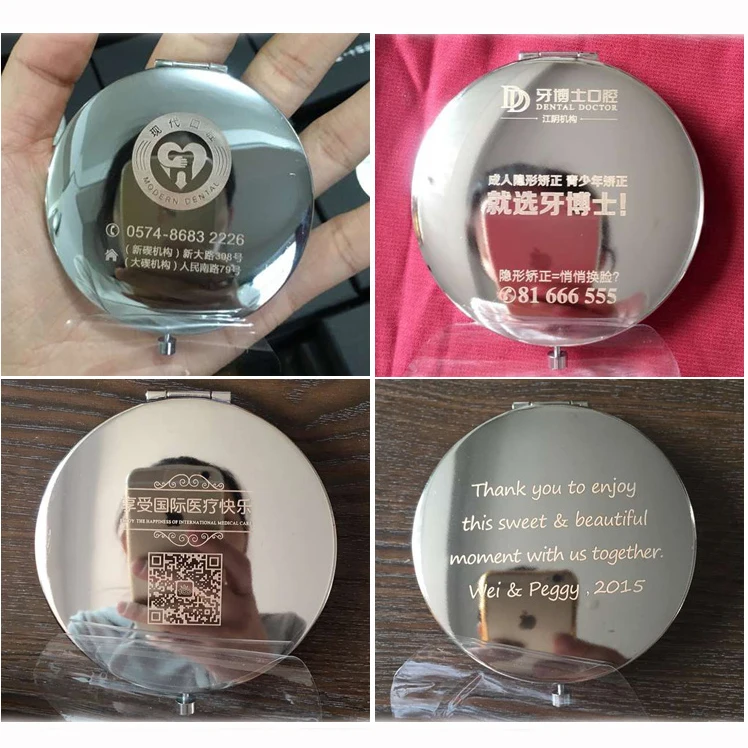 现代口腔
MODERN DENTAL
0574-8683 2226
(新碶机构)新大路308号
(大碶机构)人民南路79号
牙博士口腔
DENTAL DOCTOR
江阴机构
成人隐形矫正 青少年矫正
就选牙博士!
隐形矫正=悄悄换脸?
81 666 555
享受国际医疗快乐
ENJOY THE HAPPINESS OF INTERNATIONAL MEDICAL CARE
Thank you to enjoy
this sweet & beautiful
moment with us together.
Wei & Peggy . 2015